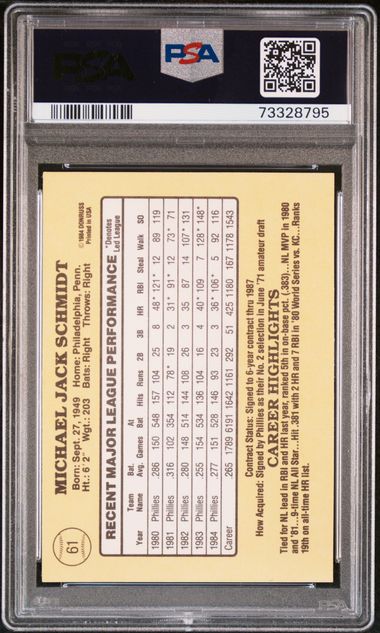 PSA
PSA
73328795
61
© 1984 DONRUSS
Printed in USA
MICHAEL JACK SCHMIDT
Born: Sept. 27, 1949 Home: Philadelphia, Penn.
Ht.: 6' 2" Wgt.: 203 Bats: Right Throws: Right
RECENT MAJOR LEAGUE PERFORMANCE *Denotes Led League
Year Team Name Bat. Avg. Games At Bat Hits Runs 2B 3B HR RBI Steal Walk SO
1980 Phillies .286 150 548 157 104 25 8 48* 121* 12 89 119
1981 Phillies .316 102 354 112 78* 19 2 31* 91* 12 73* 71
1982 Phillies .280 148 514 144 108 26 3 35 87 14 107* 131
1983 Phillies .255 154 534 136 104 16 4 40* 109 7 128* 148*
1984 Phillies .277 151 528 146 93 23 3 36* 106* 5 92 116
Career .265 1789 6191 1642 1161 292 51 425 1180 167 1178 1543
Contract Status: Signed to 6-year contract thru 1987
How Acquired: Signed by Phillies as their No. 2 selection in June '71 amateur draft
CAREER HIGHLIGHTS
Tied for NL lead in RBI and HR last year, ranked 5th in on-base pct. (.383)...NL MVP in 1980
and '81...9-time NL All Star...Hit .381 with 2 HR and 7 RBI in '80 World Series vs. KC...Ranks
19th on all-time HR list.